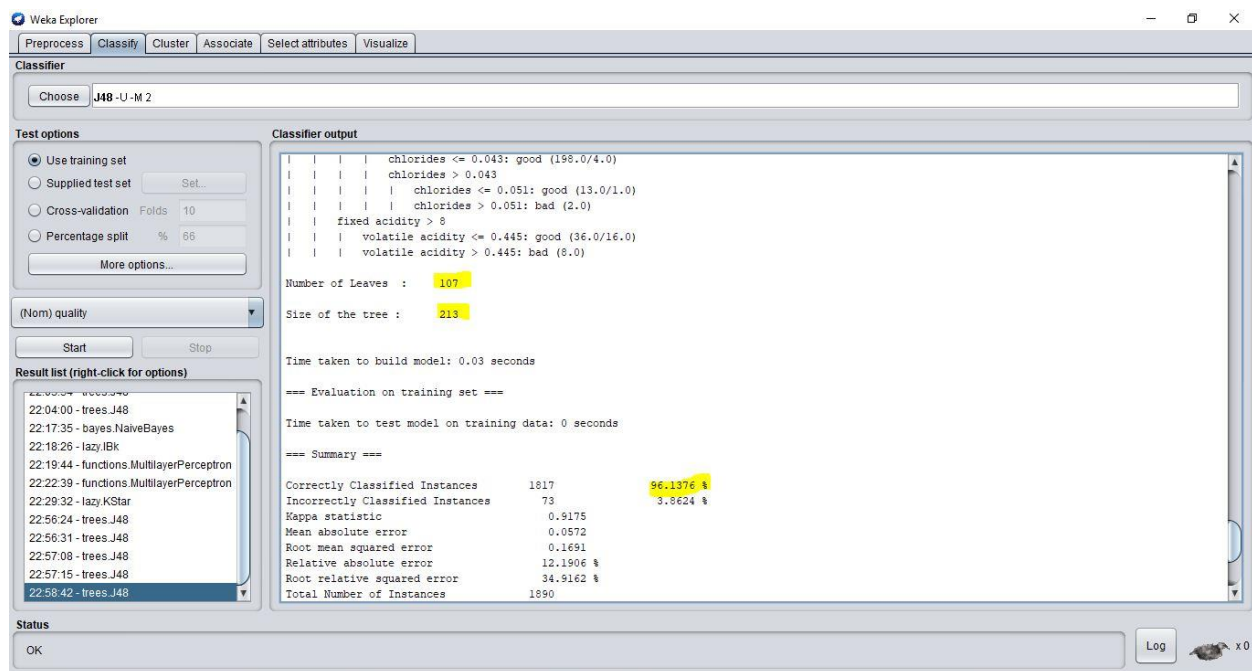 Weka Explorer
Preprocess Classify Cluster Associate Select attributes Visualize
Classifier
Choose J48 -U -M 2
Test options
Use training set
Supplied test set Set...
Cross-validation Folds 10
Percentage split % 66
More options...
(Nom) quality
Start Stop
Result list (right-click for options)
22:04:00 - trees.J48
22:17:35 - bayes.NaiveBayes
22:18:26 - lazy.IBk
22:19:44 - functions.MultilayerPerceptron
22:22:39 - functions.MultilayerPerceptron
22:29:32 - lazy.KStar
22:56:24 - trees.J48
22:56:31 - trees.J48
22:57:08 - trees.J48
22:57:15 - trees.J48
22:58:42 - trees.J48
Classifier output
| | | | chlorides <= 0.043: good (198.0/4.0)
| | | | chlorides > 0.043
| | | | | chlorides <= 0.051: good (13.0/1.0)
| | | | | chlorides > 0.051: bad (2.0)
| | fixed acidity > 8
| | | volatile acidity <= 0.445: good (36.0/16.0)
| | | volatile acidity > 0.445: bad (8.0)
Number of Leaves : 107
Size of the tree : 213
Time taken to build model: 0.03 seconds
=== Evaluation on training set ===
Time taken to test model on training data: 0 seconds
=== Summary ===
Correctly Classified Instances 1817 96.1376 %
Incorrectly Classified Instances 73 3.8624 %
Kappa statistic 0.9175
Mean absolute error 0.0572
Root mean squared error 0.1691
Relative absolute error 12.1906 %
Root relative squared error 34.9162 %
Total Number of Instances 1890
Status
OK
Log x 0